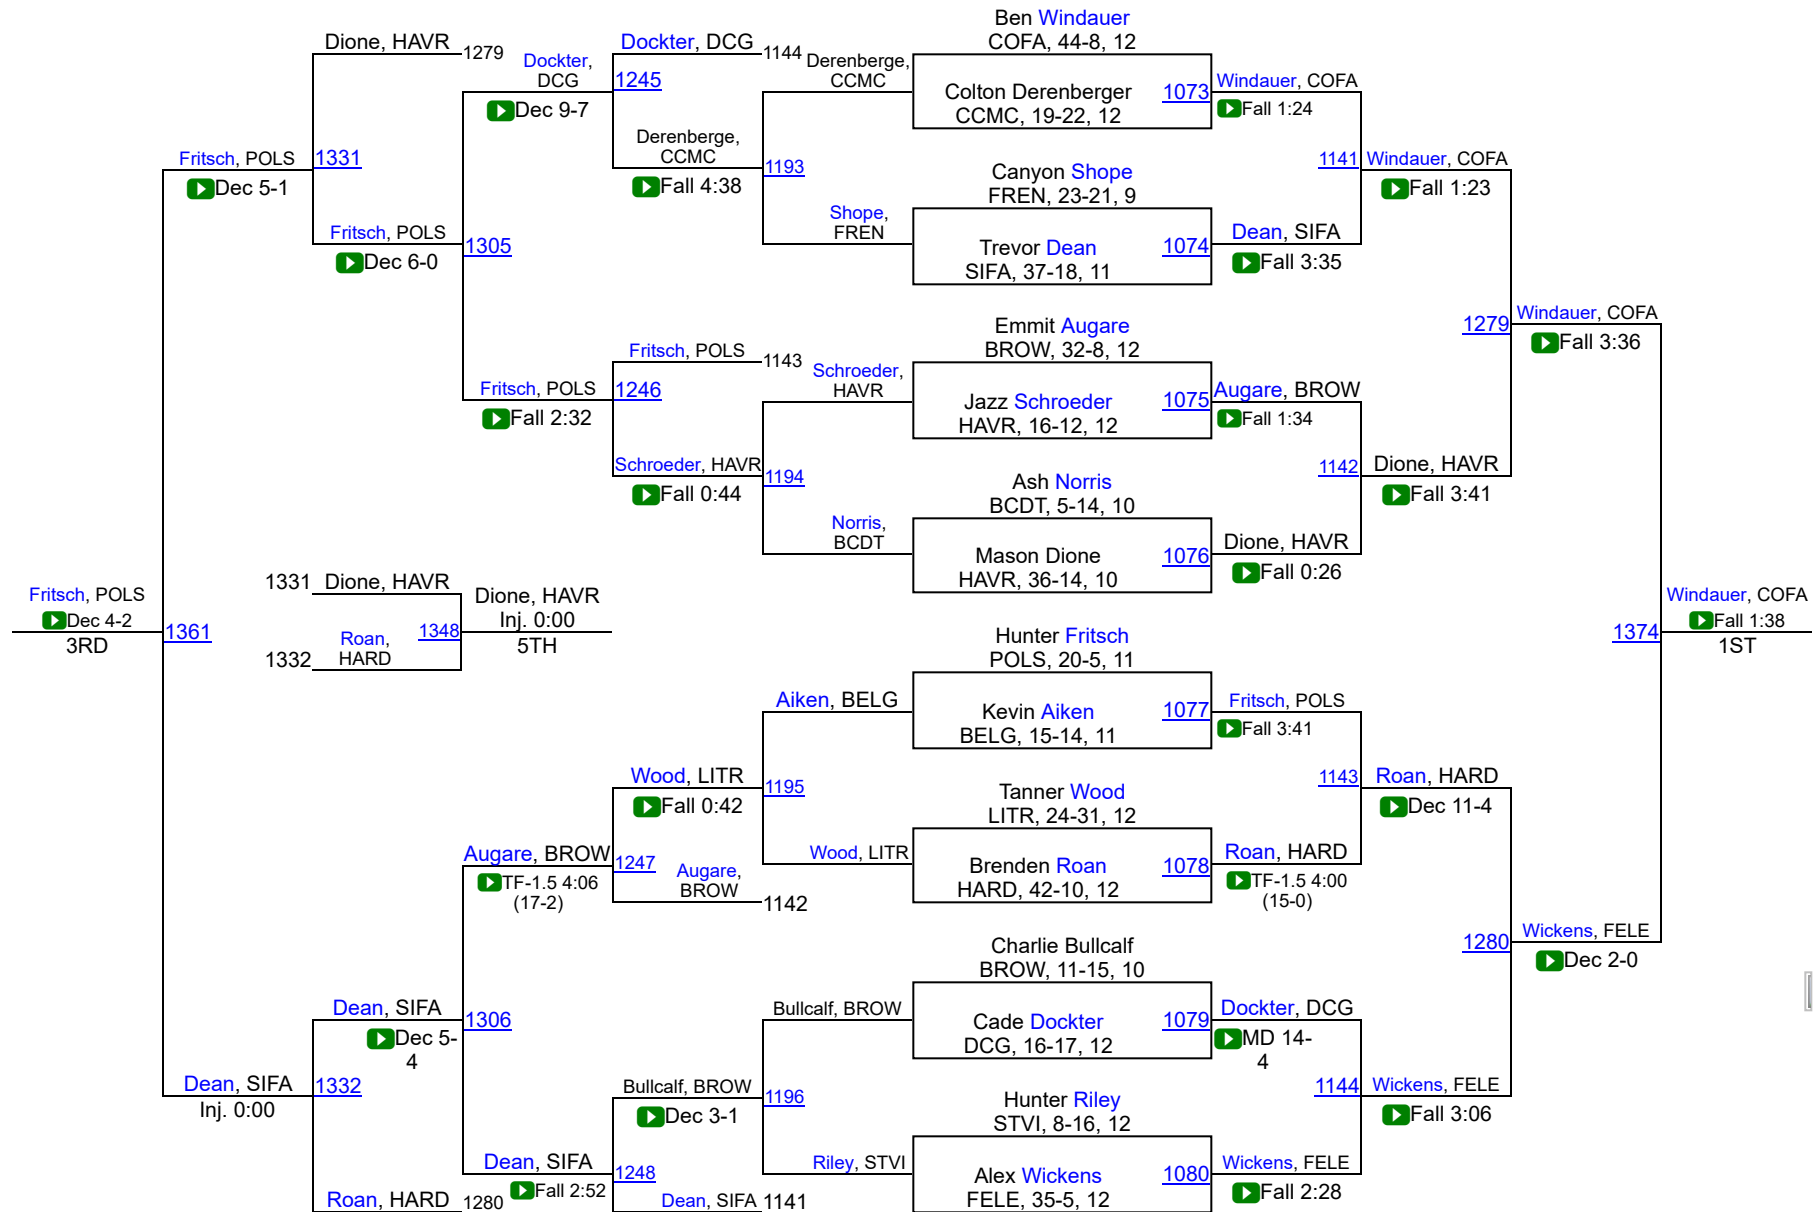 Ben Windauer
COFA, 44-8, 12
Colton Derenberger
CCMC, 19-22, 12
1073
Windauer, COFA
Fall 1:24
Canyon Shope
FREN, 23-21, 9
Trevor Dean
SIFA, 37-18, 11
1074
Dean, SIFA
Fall 3:35
1141
Windauer, COFA
Fall 1:23
Emmit Augare
BROW, 32-8, 12
Jazz Schroeder
HAVR, 16-12, 12
1075
Augare, BROW
Fall 1:34
Ash Norris
BCDT, 5-14, 10
Mason Dione
HAVR, 36-14, 10
1076
Dione, HAVR
Fall 0:26
1142
Dione, HAVR
Fall 3:41
1279
Windauer, COFA
Fall 3:36
Hunter Fritsch
POLS, 20-5, 11
Kevin Aiken
BELG, 15-14, 11
1077
Fritsch, POLS
Fall 3:41
Tanner Wood
LITR, 24-31, 12
Brenden Roan
HARD, 42-10, 12
1078
Roan, HARD
TF-1.5 4:00
(15-0)
1143
Roan, HARD
Dec 11-4
Charlie Bullcalf
BROW, 11-15, 10
Cade Dockter
DCG, 16-17, 12
1079
Dockter, DCG
MD 14-
4
Hunter Riley
STVI, 8-16, 12
Alex Wickens
FELE, 35-5, 12
1080
Wickens, FELE
Fall 2:28
1144
Wickens, FELE
Fall 3:06
1280
Wickens, FELE
Dec 2-0
1374
Windauer, COFA
Fall 1:38
1ST
Derenberge,
CCMC
Shope,
FREN
1193
Derenberge,
CCMC
Fall 4:38
Dockter, DCG
1144
1245
Dockter,
DCG
Dec 9-7
Schroeder,
HAVR
Norris,
BCDT
1194
Schroeder, HAVR
Fall 0:44
Fritsch, POLS
1143
1246
Fritsch, POLS
Fall 2:32
1305
Fritsch, POLS
Dec 6-0
Dione, HAVR
1279
1331
Fritsch, POLS
Dec 5-1
1331
Dione, HAVR
1332
Roan,
HARD
1348
Dione, HAVR
Inj. 0:00
5TH
Aiken, BELG
Wood, LITR
1195
Wood, LITR
Fall 0:42
Augare,
BROW
1142
1247
Augare, BROW
TF-1.5 4:06
(17-2)
Bullcalf, BROW
Riley, STVI
1196
Bullcalf, BROW
Dec 3-1
Dean, SIFA
1141
1248
Dean, SIFA
Fall 2:52
1306
Dean, SIFA
Dec 5-
4
Roan, HARD
1280
1332
Dean, SIFA
Inj. 0:00
1361
Fritsch, POLS
Dec 4-2
3RD